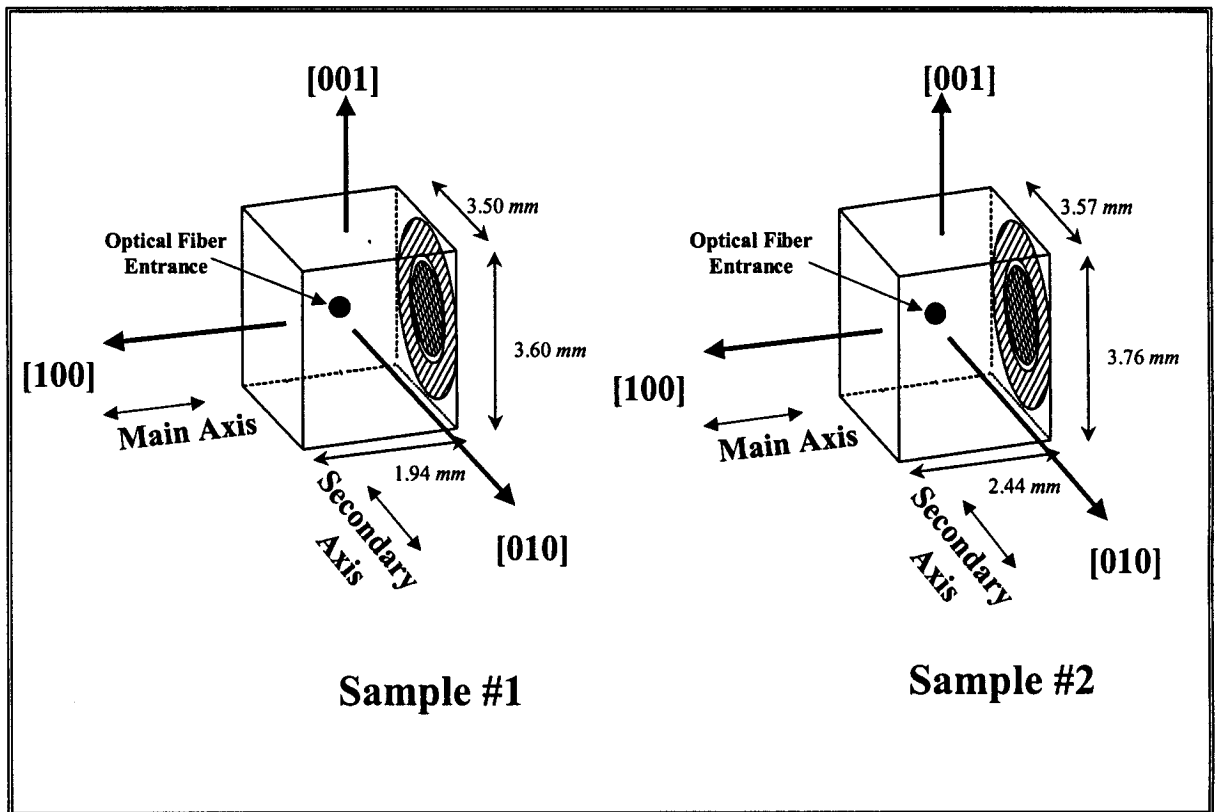 [001]
3.50 mm
Optical Fiber
Entrance
3.60 mm
[100]
Main Axis
1.94 mm
Secondary
Axis
[010]
Sample #1
[001]
3.57 mm
Optical Fiber
Entrance
3.76 mm
[100]
Main Axis
2.44 mm
Secondary
Axis
[010]
Sample #2